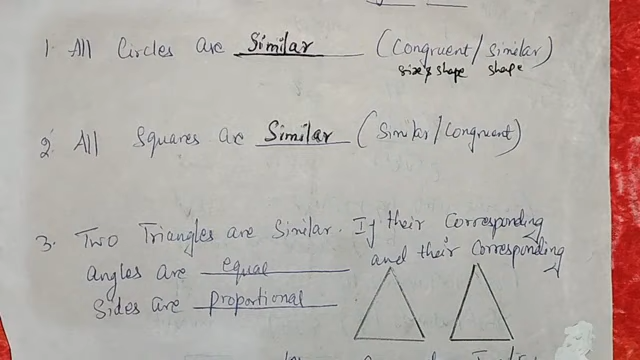 1. All Circles are Similar (Congruent/Similar)
size & shape shape
2. All Squares are Similar (Similar/Congruent)
3. Two Triangles are Similar. If their Corresponding
angles are equal and their Corresponding
Sides are proportional